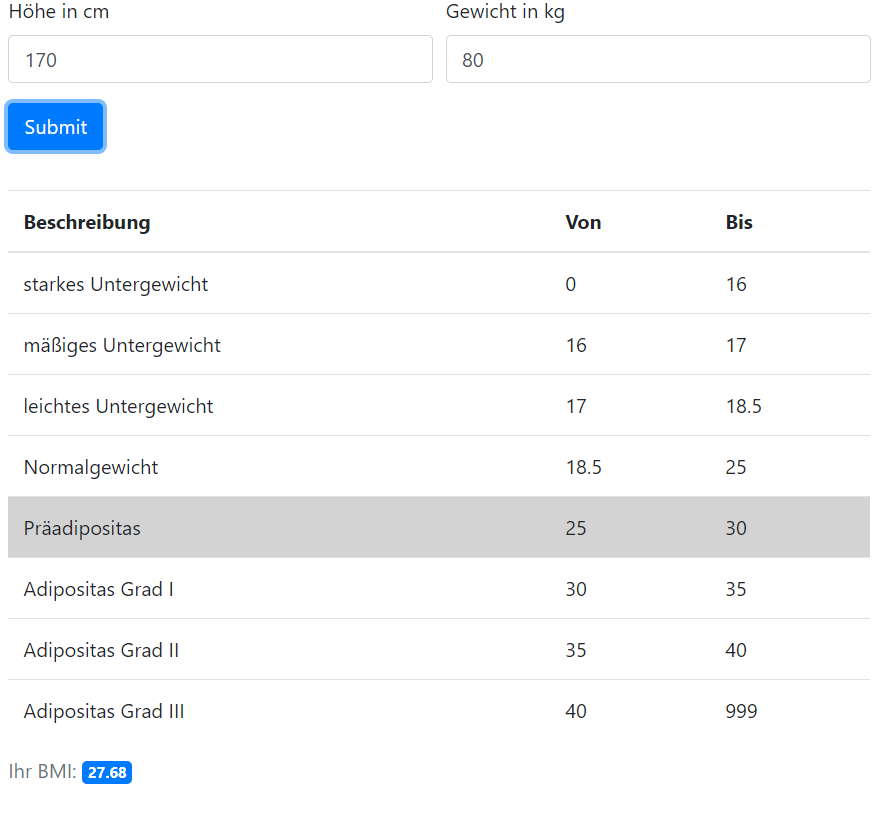 Höhe in cm Gewicht in kg
170 80
Submit
Beschreibung Von Bis
starkes Untergewicht 0 16
mäßiges Untergewicht 16 17
leichtes Untergewicht 17 18.5
Normalgewicht 18.5 25
Präadipositas 25 30
Adipositas Grad I 30 35
Adipositas Grad II 35 40
Adipositas Grad III 40 999
Ihr BMI: 27.68